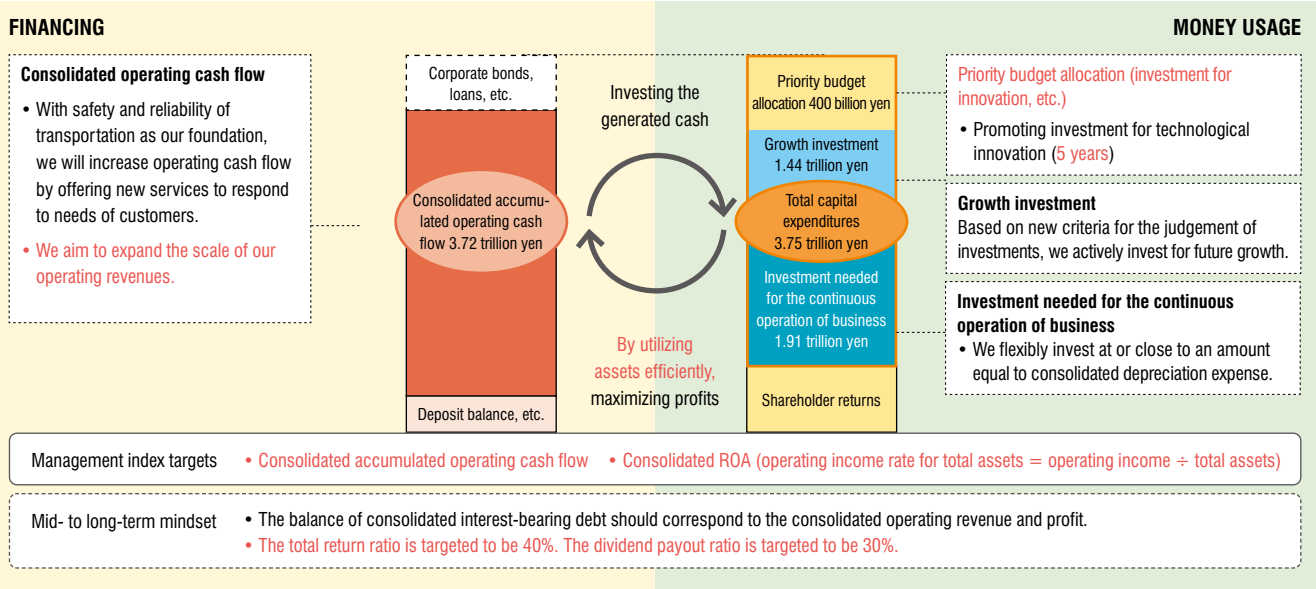 FINANCING
MONEY USAGE
Consolidated operating cash flow
• With safety and reliability of
transportation as our foundation,
we will increase operating cash flow
by offering new services to respond
to needs of customers.
• We aim to expand the scale of our
operating revenues.
Corporate bonds,
loans, etc.
Consolidated accumu-
lated operating cash
flow 3.72 trillion yen
Deposit balance, etc.
Investing the
generated cash
By utilizing
assets efficiently,
maximizing profits
Priority budget
allocation 400 billion yen
Growth investment
1.44 trillion yen
Total capital
expenditures
3.75 trillion yen
Investment needed
for the continuous
operation of business
1.91 trillion yen
Shareholder returns
Priority budget allocation (investment for
innovation, etc.)
• Promoting investment for technological
innovation (5 years)
Growth investment
Based on new criteria for the judgement of
investments, we actively invest for future growth.
Investment needed for the continuous
operation of business
• We flexibly invest at or close to an amount
equal to consolidated depreciation expense.
Management index targets • Consolidated accumulated operating cash flow • Consolidated ROA (operating income rate for total assets = operating income ÷ total assets)
Mid- to long-term mindset • The balance of consolidated interest-bearing debt should correspond to the consolidated operating revenue and profit.
• The total return ratio is targeted to be 40%. The dividend payout ratio is targeted to be 30%.